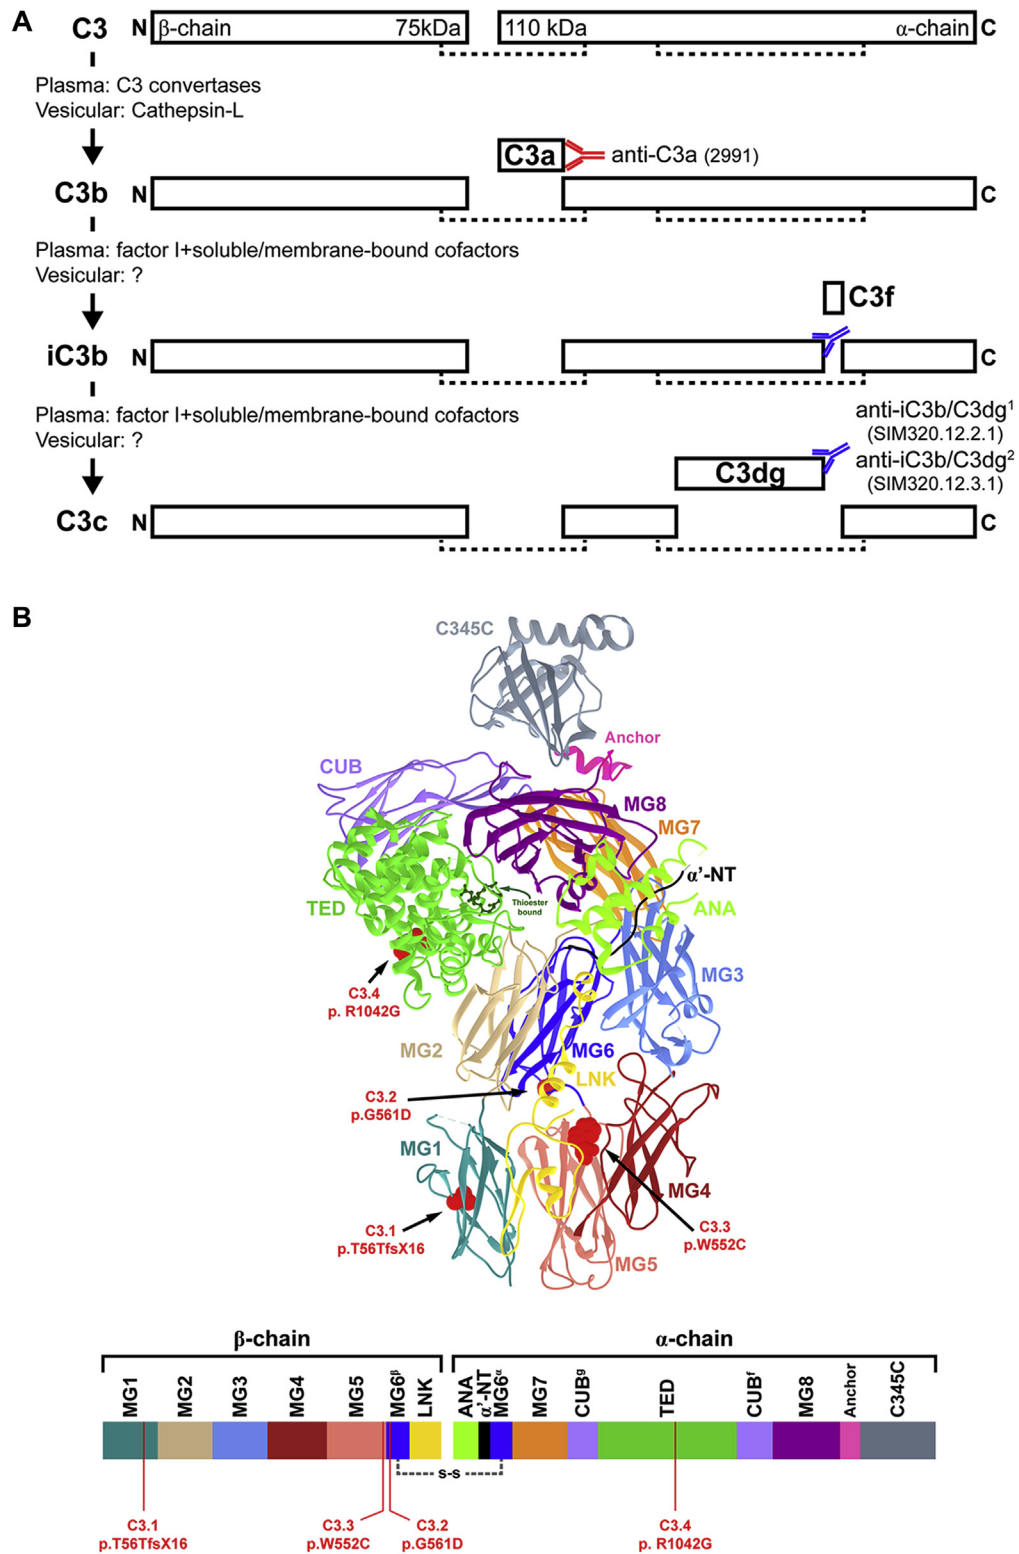 A
C3 N β-chain 75kDa 110 kDa α-chain C
Plasma: C3 convertases
Vesicular: Cathepsin-L
C3a anti-C3a (2991)
C3b N C
Plasma: factor I+soluble/membrane-bound cofactors
Vesicular: ?
C3f
iC3b N C
Plasma: factor I+soluble/membrane-bound cofactors
Vesicular: ?
anti-iC3b/C3dg¹
(SIM320.12.2.1)
C3dg anti-iC3b/C3dg²
(SIM320.12.3.1)
C3c N C
B
C345C
Anchor
CUB
MG8
MG7
α'-NT
Thioester
bound
TED
ANA
MG3
C3.4
p. R1042G
MG2
MG6
LNK
C3.2
p.G561D
MG1
MG4
C3.1
p.T56TfsX16
C3.3
p.W552C
MG5
β-chain α-chain
MG1 MG2 MG3 MG4 MG5 MG6β LNK ANA α'-NT MG6α MG7 CUBg TED CUBf MG8 Anchor C345C
s-s
C3.1 C3.3 C3.2 C3.4
p.T56TfsX16 p.W552C p.G561D p. R1042G